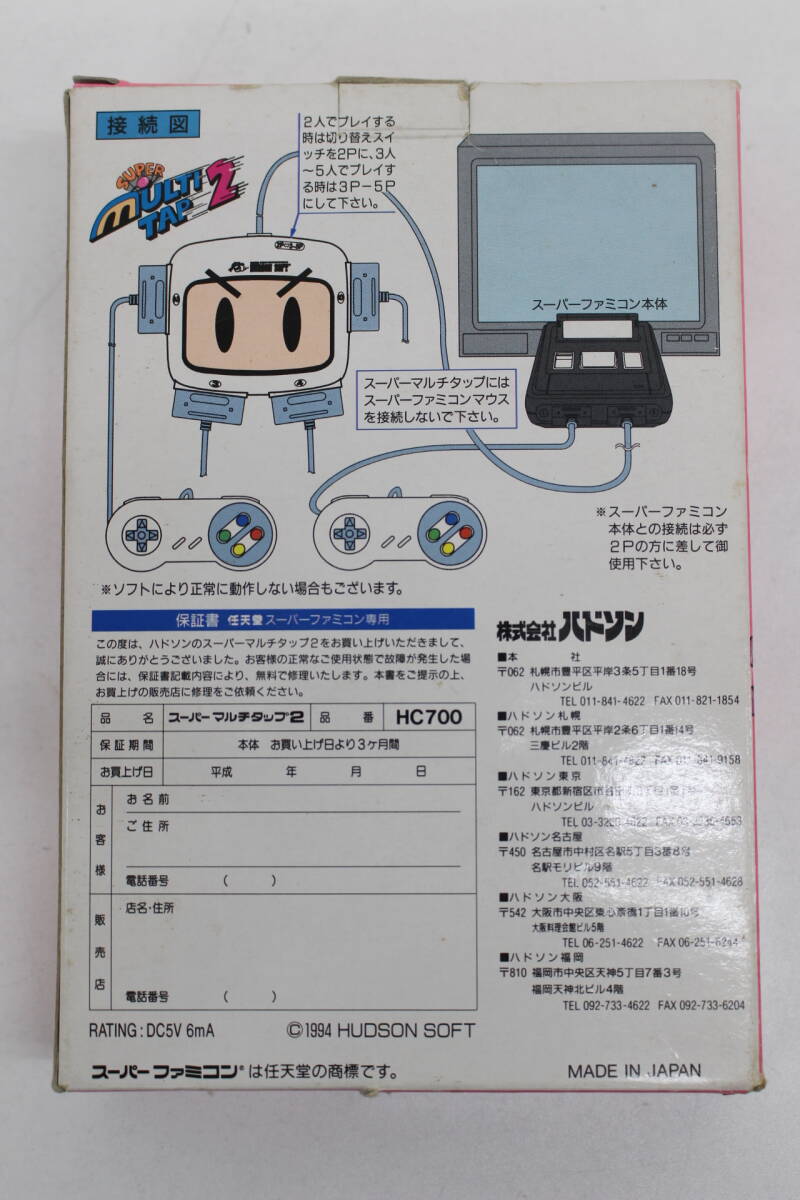 接続図
SUPER
MULTI
TAP 2
2人でプレイする
時は切り替えスイ
ッチを2Pに、3人
〜5人でプレイす
る時は3P－5P
にして下さい。
HUDSON SOFT
スーパーファミコン本体
③
④
スーパーマルチタップには
スーパーファミコンマウス
を接続しないで下さい。
※スーパーファミコン
本体との接続は必ず
2Pの方に差して御
使用下さい。
※ソフトにより正常に動作しない場合もございます。
保証書 任天堂スーパーファミコン専用
この度は、ハドソンのスーパーマルチタップ2をお買い上げいただきまして、
誠にありがとうございました。お客様の正常なご使用状態で故障が発生した場
合には、保証書記載内容により、無料で修理いたします。本書をご提示の上、
お買上げの販売店に修理をご依頼ください。
品名 スーパーマルチタップ2 品番 HC700
保証期間 本体 お買い上げ日より3ヶ月間
お買上げ日 平成 年 月 日
お客様
お名前
ご住所
電話番号 ( )
販売店
店名・住所
電話番号 ( )
RATING : DC5V 6mA ©1994 HUDSON SOFT
スーパーファミコン®は任天堂の商標です。
株式会社ハドソン
■本社
〒062 札幌市豊平区平岸3条5丁目1番18号
ハドソンビル
TEL 011-841-4622 FAX 011-821-1854
■ハドソン札幌
〒062 札幌市豊平区平岸2条6丁目1番14号
三慶ビル2階
TEL 011-841-4622 FAX 011-841-9158
■ハドソン東京
〒162 東京都新宿区市谷
ハドソンビル
TEL 03-3260-4622
■ハドソン名古屋
〒450 名古屋市中村区名駅5丁目3番8号
名駅モリビル9階
TEL 052-551-4622 FAX 052-551-4628
■ハドソン大阪
〒542 大阪市中央区東心斎橋1丁目1番10号
大阪料理会館ビル5階
TEL 06-251-4622 FAX 06-251-6244
■ハドソン福岡
〒810 福岡市中央区天神5丁目7番3号
福岡天神北ビル4階
TEL 092-733-4622 FAX 092-733-6204
MADE IN JAPAN